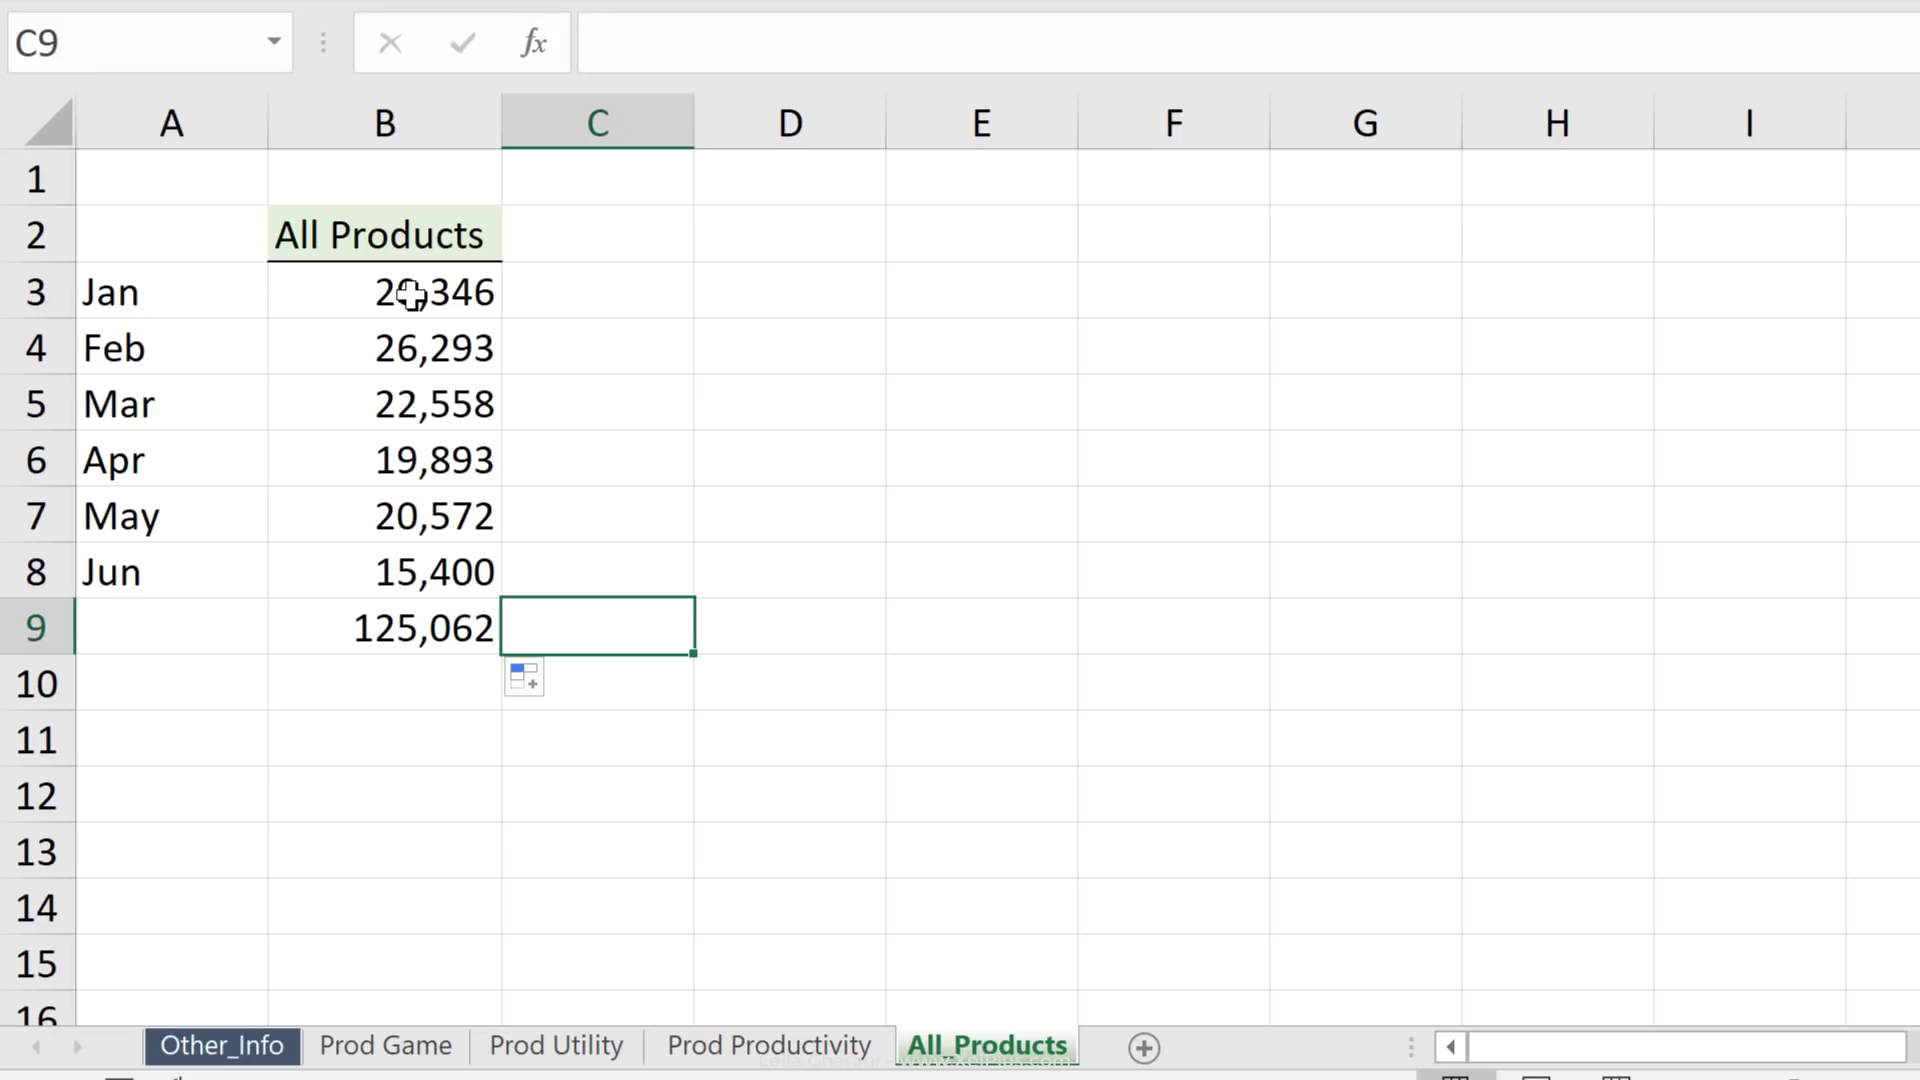 C9
fx
A B C D E F G H I
1
2 All Products
3 Jan 20,346
4 Feb 26,293
5 Mar 22,558
6 Apr 19,893
7 May 20,572
8 Jun 15,400
9 125,062
10
11
12
13
14
15
16
Other_Info Prod Game Prod Utility Prod Productivity All_Products